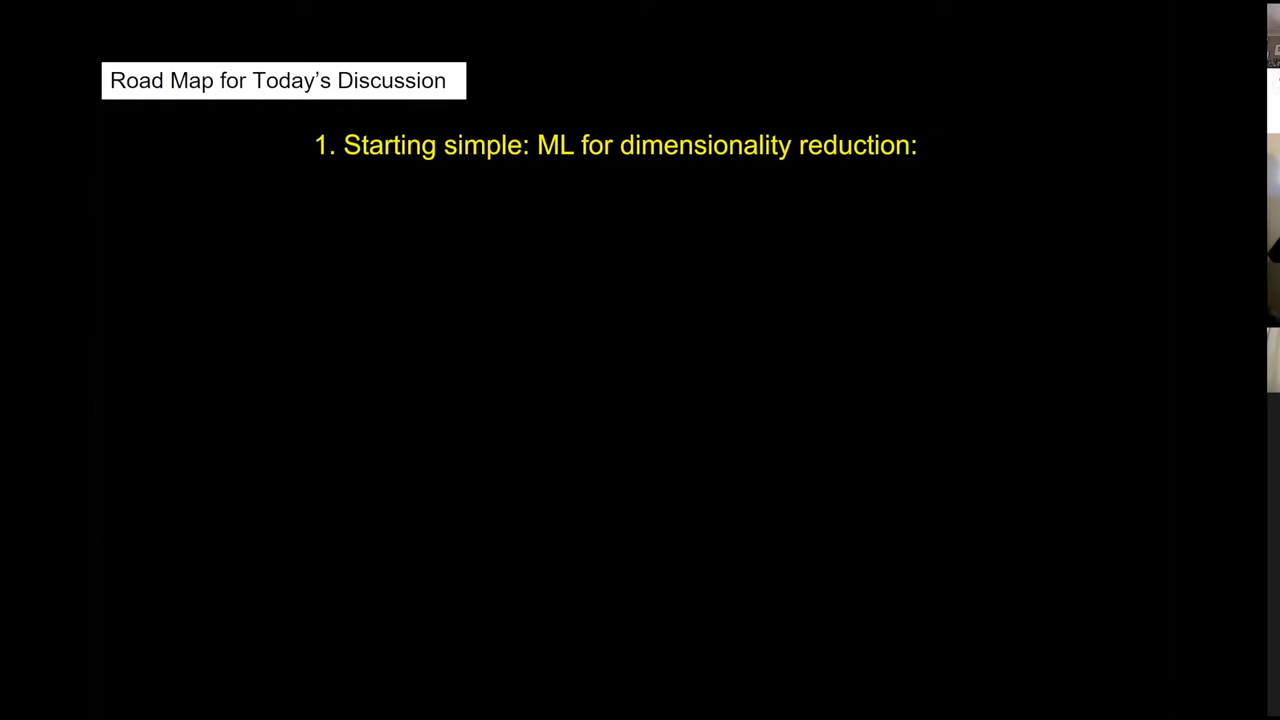 Road Map for Today’s Discussion
1. Starting simple: ML for dimensionality reduction: